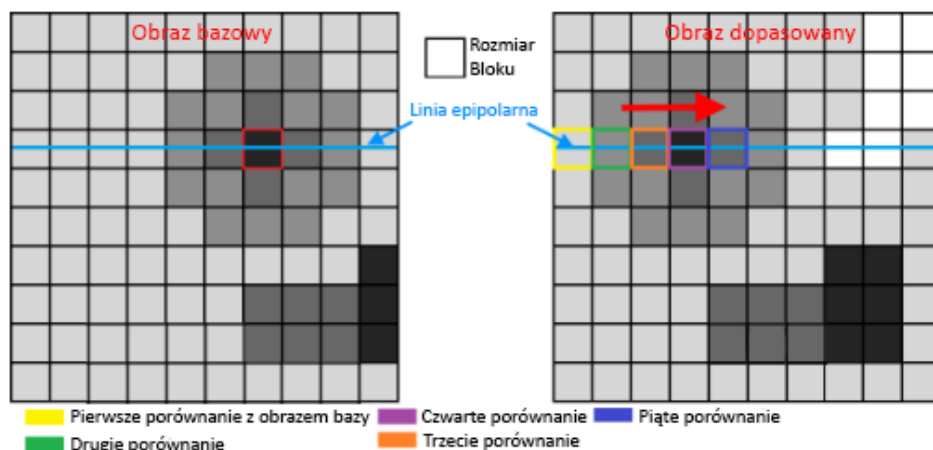 Obraz bazowy
Rozmiar
Bloku
Obraz dopasowany
Linia epipolarna
Pierwsze porównanie z obrazem bazy
Czwarte porównanie
Piąte porównanie
Drugie porównanie
Trzecie porównanie